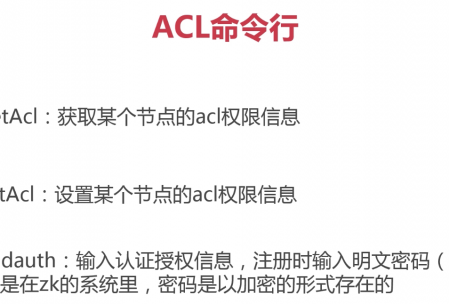 ACL命令行
etAcl：获取某个节点的acl权限信息
tAcl：设置某个节点的acl权限信息
dauth：输入认证授权信息，注册时输入明文密码（
是在zk的系统里，密码是以加密的形式存在的